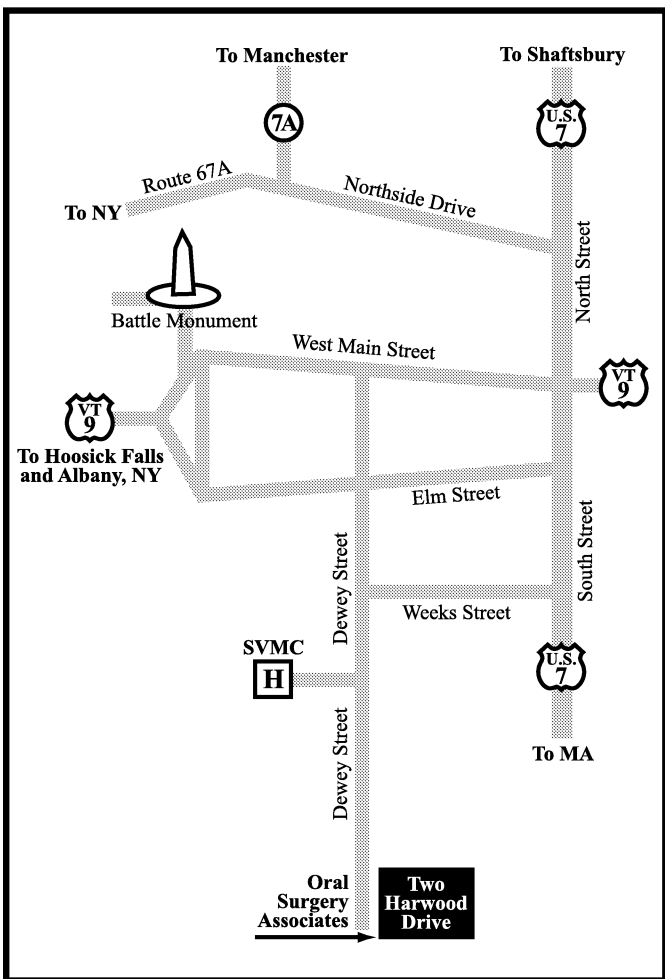 To Manchester
To Shaftsbury
7A
U.S.
7
Route 67A
Northside Drive
To NY
North Street
Battle Monument
West Main Street
VT
9
VT
9
To Hoosick Falls
and Albany, NY
Elm Street
South Street
Dewey Street
Weeks Street
SVMC
H
U.S.
7
Dewey Street
To MA
Oral
Surgery
Associates
Two
Harwood
Drive